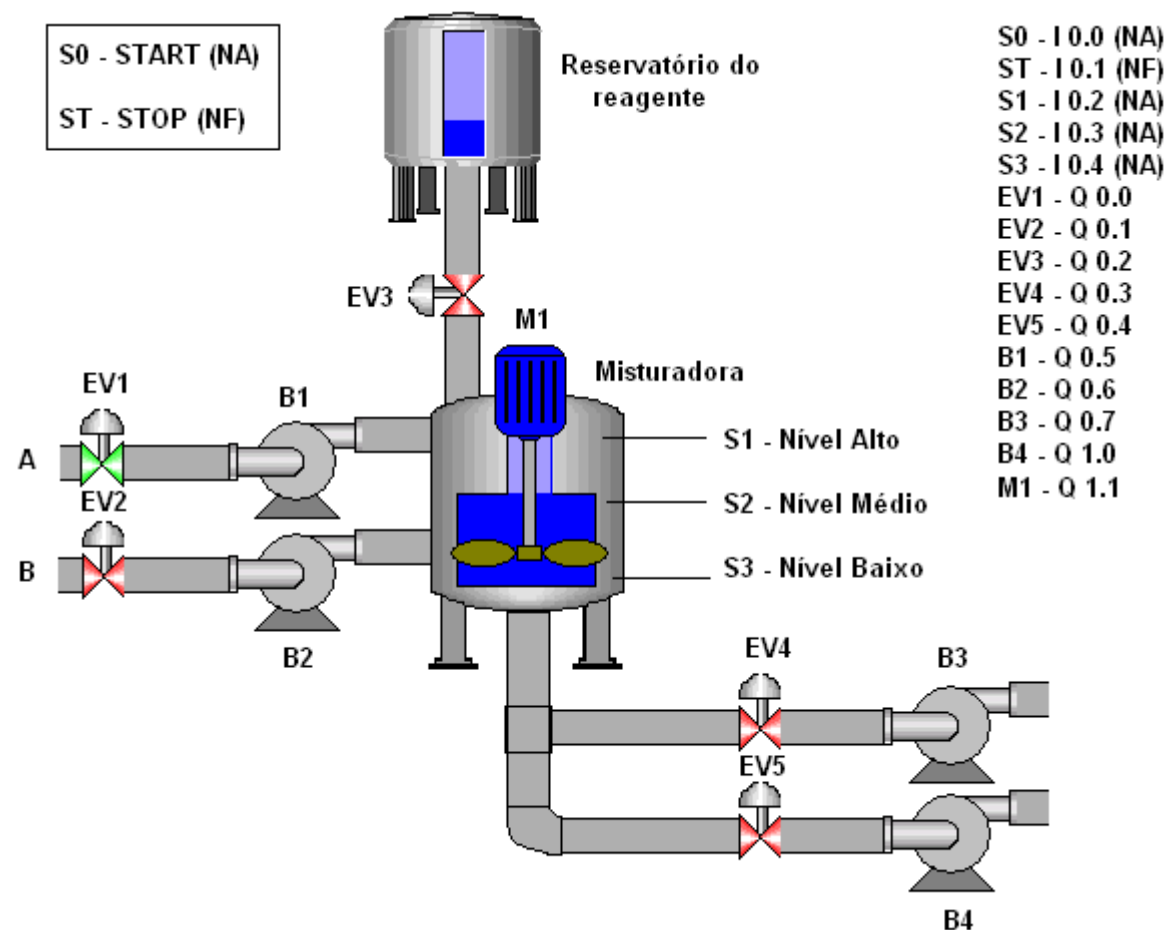 S0 - START (NA)
ST - STOP (NF)
Reservatório do
reagente
S0 - I 0.0 (NA)
ST - I 0.1 (NF)
S1 - I 0.2 (NA)
S2 - I 0.3 (NA)
S3 - I 0.4 (NA)
EV1 - Q 0.0
EV2 - Q 0.1
EV3 - Q 0.2
EV4 - Q 0.3
EV5 - Q 0.4
B1 - Q 0.5
B2 - Q 0.6
B3 - Q 0.7
B4 - Q 1.0
M1 - Q 1.1
EV3
M1
Misturadora
EV1
B1
A
S1 - Nível Alto
EV2
S2 - Nível Médio
B
S3 - Nível Baixo
B2
EV4
B3
EV5
B4